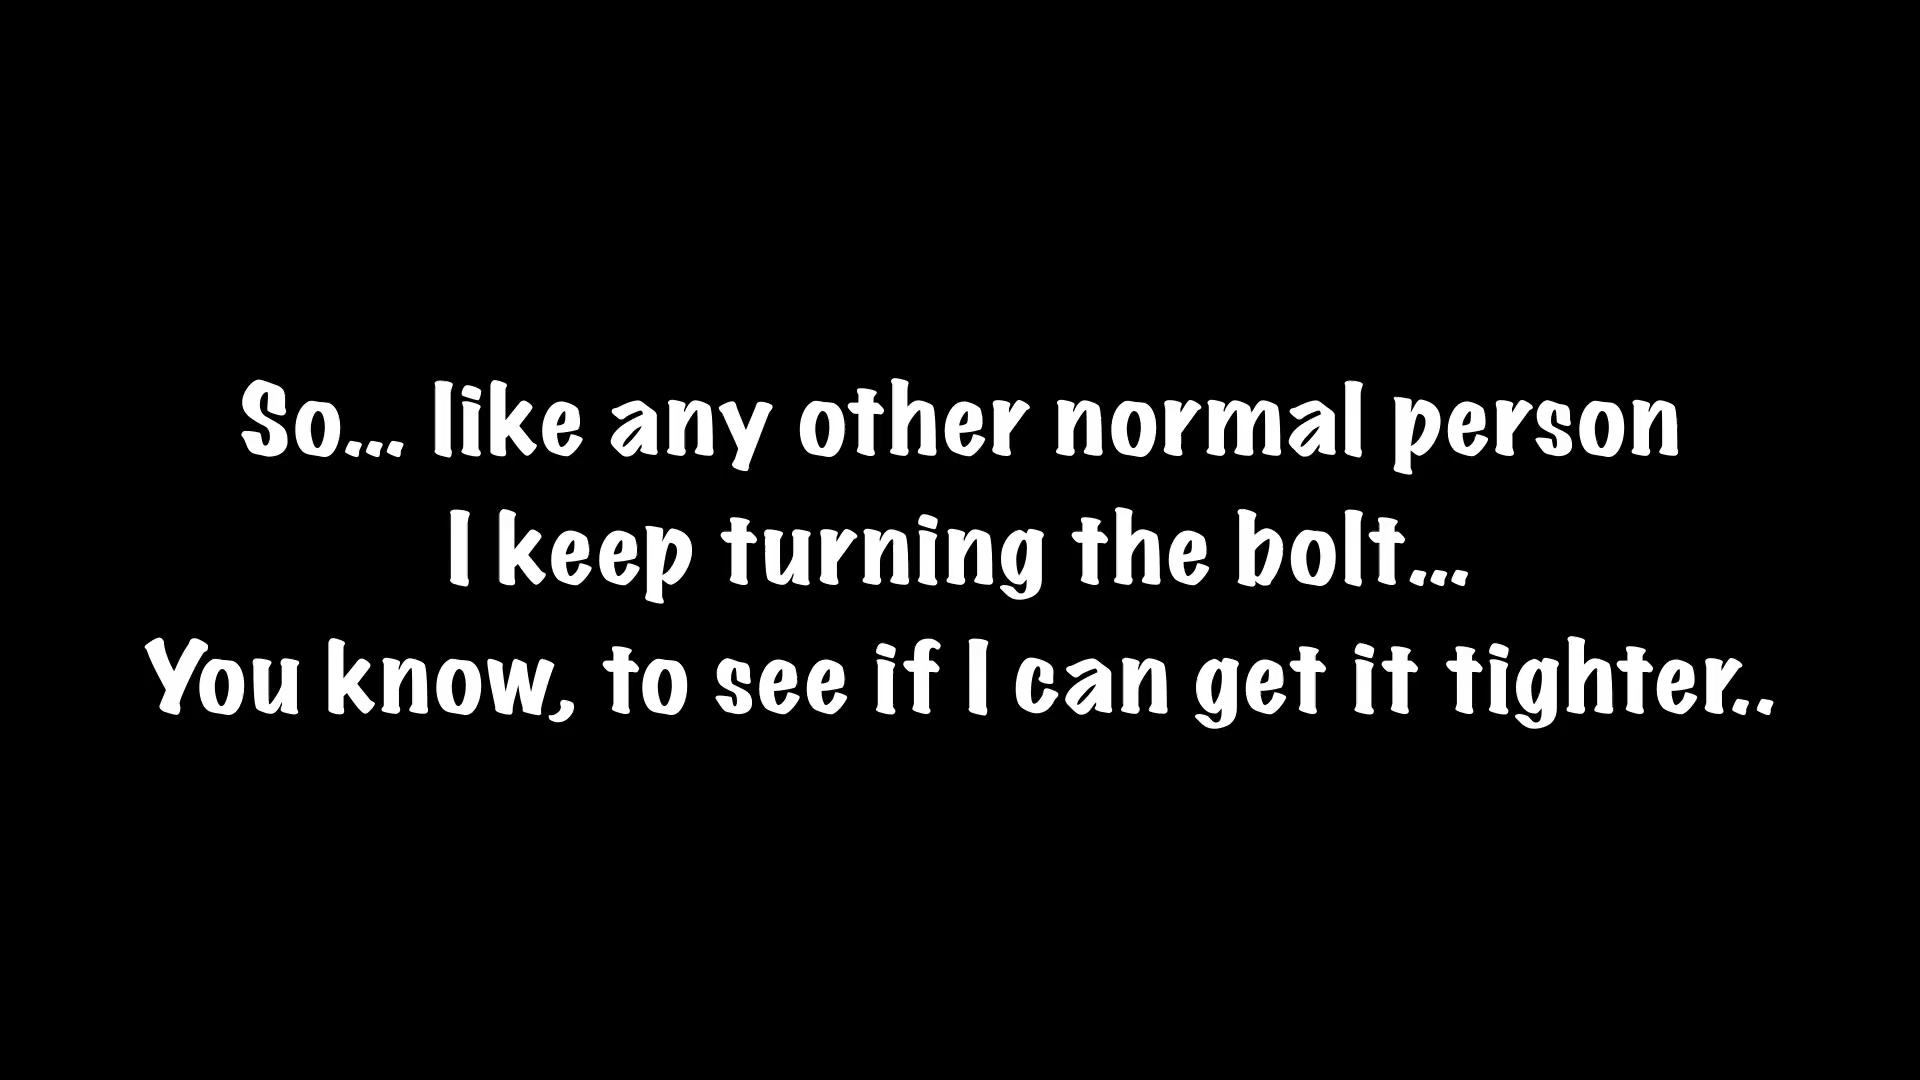 So... like any other normal person
I keep turning the bolt...
You know, to see if I can get it tighter..